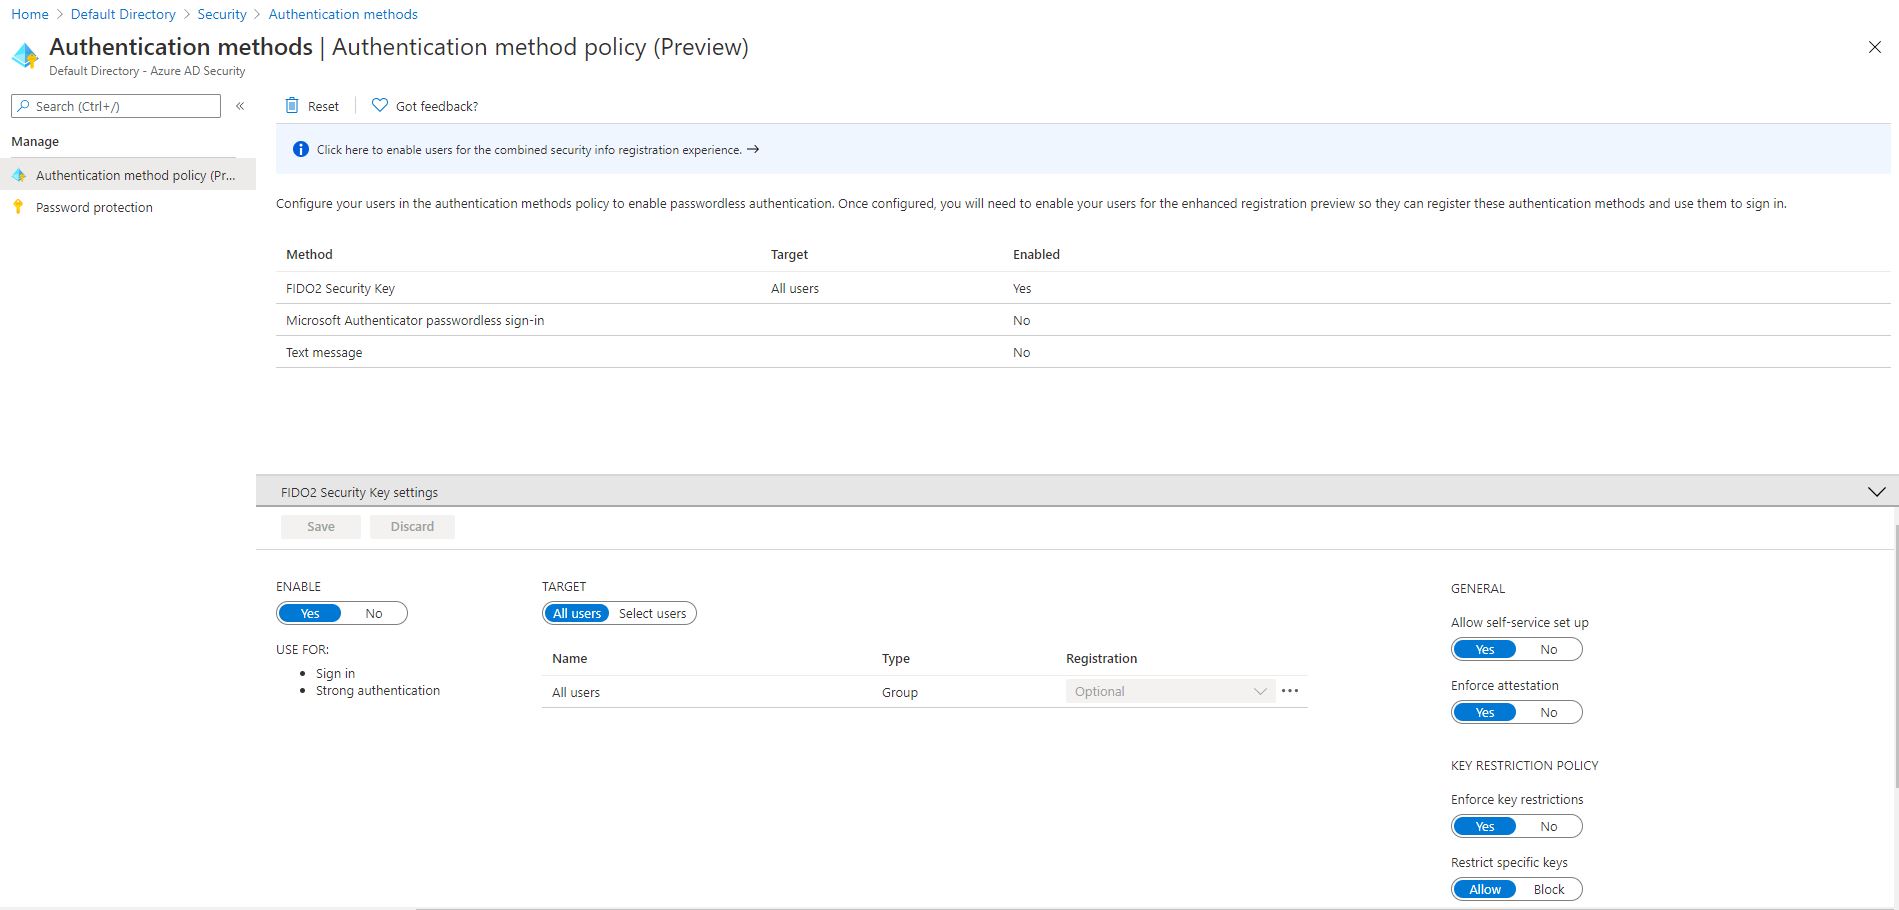 Home > Default Directory > Security > Authentication methods
Authentication methods | Authentication method policy (Preview)
Default Directory - Azure AD Security
Search (Ctrl+/)
«
Manage
Authentication method policy (Pr...
Password protection
Reset
Got feedback?
Click here to enable users for the combined security info registration experience. →
Configure your users in the authentication methods policy to enable passwordless authentication. Once configured, you will need to enable your users for the enhanced registration preview so they can register these authentication methods and use them to sign in.
Method Target Enabled
FIDO2 Security Key All users Yes
Microsoft Authenticator passwordless sign-in No
Text message No
FIDO2 Security Key settings
Save Discard
ENABLE
Yes No
USE FOR:
• Sign in
• Strong authentication
TARGET
All users Select users
Name Type Registration
All users Group Optional ...
GENERAL
Allow self-service set up
Yes No
Enforce attestation
Yes No
KEY RESTRICTION POLICY
Enforce key restrictions
Yes No
Restrict specific keys
Allow Block